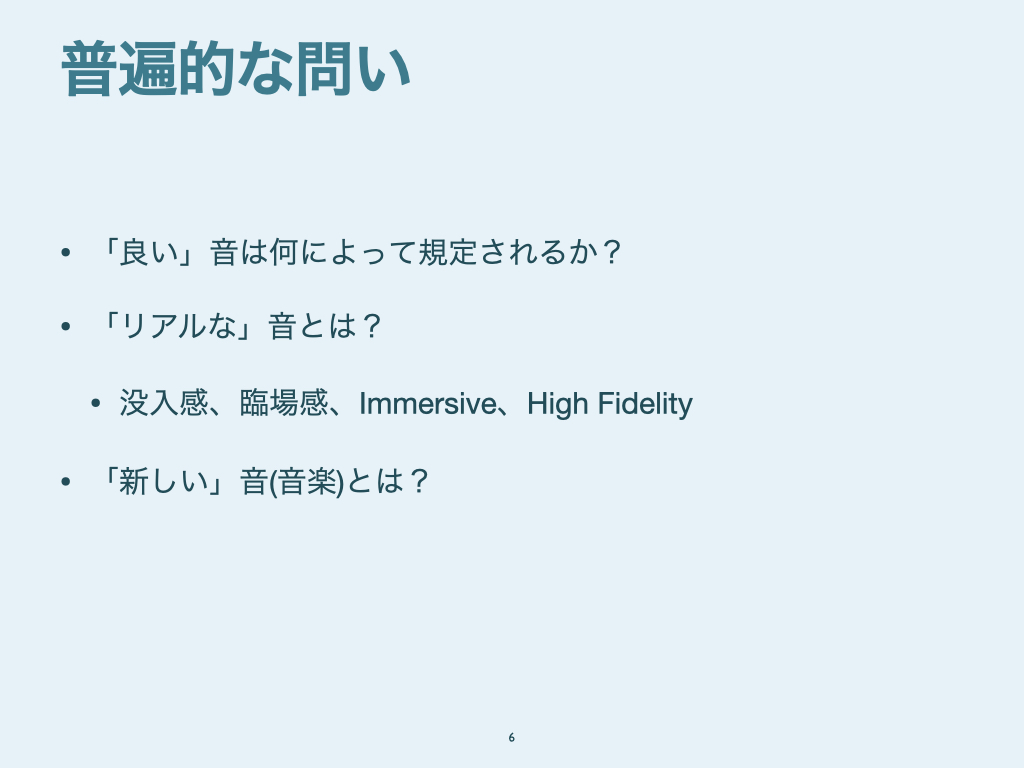 普遍的な問い
• 「良い」音は何によって規定されるか？
• 「リアルな」音とは？
• 没入感、臨場感、Immersive、High Fidelity
• 「新しい」音(音楽)とは？
6